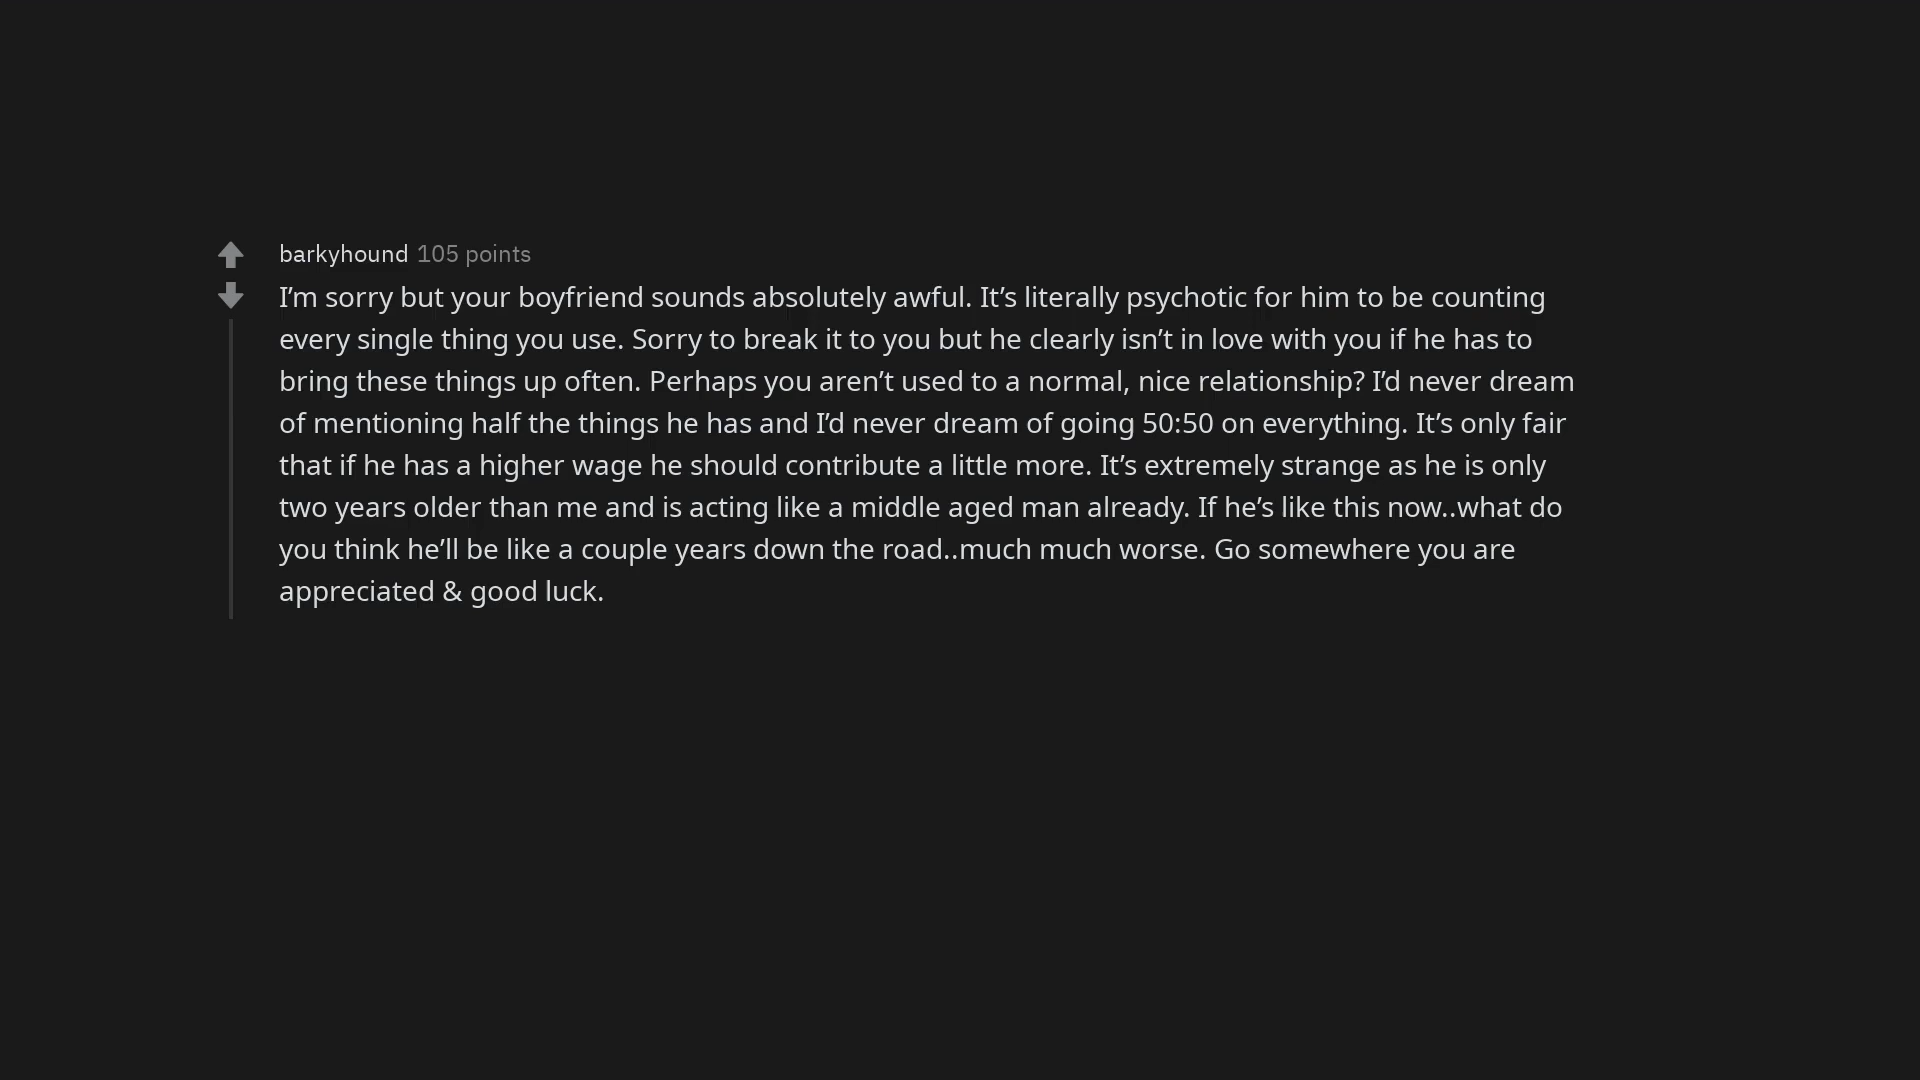 barkyhound 105 points
I’m sorry but your boyfriend sounds absolutely awful. It’s literally psychotic for him to be counting
every single thing you use. Sorry to break it to you but he clearly isn’t in love with you if he has to
bring these things up often. Perhaps you aren’t used to a normal, nice relationship? I’d never dream
of mentioning half the things he has and I’d never dream of going 50:50 on everything. It’s only fair
that if he has a higher wage he should contribute a little more. It’s extremely strange as he is only
two years older than me and is acting like a middle aged man already. If he’s like this now..what do
you think he’ll be like a couple years down the road..much much worse. Go somewhere you are
appreciated & good luck.